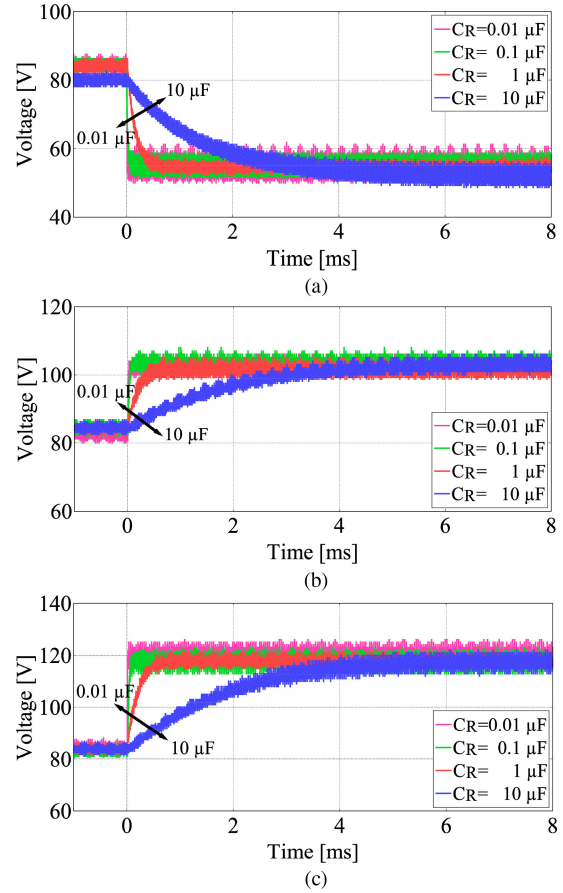 100
80
60
40
Voltage [V]
10 µF
0.01 µF
CR=0.01 µF
CR= 0.1 µF
CR= 1 µF
CR= 10 µF
0 2 4 6 8
Time [ms]
(a)
120
100
80
60
Voltage [V]
0.01 µF
10 µF
CR=0.01 µF
CR= 0.1 µF
CR= 1 µF
CR= 10 µF
0 2 4 6 8
Time [ms]
(b)
140
120
100
80
60
Voltage [V]
0.01 µF
10 µF
CR=0.01 µF
CR= 0.1 µF
CR= 1 µF
CR= 10 µF
0 2 4 6 8
Time [ms]
(c)